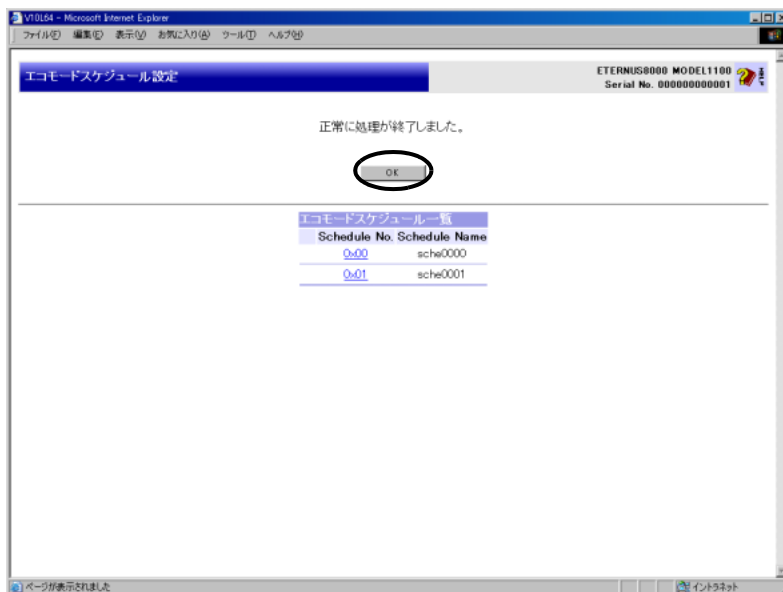 V10L64 - Microsoft Internet Explorer
ファイル(F) 編集(E) 表示(V) お気に入り(A) ツール(T) ヘルプ(H)
エコモードスケジュール設定
ETERNUS8000 MODEL1100
Serial No. 000000000001
正常に処理が終了しました。
OK
エコモードスケジュール一覧
Schedule No. Schedule Name
0x00 sche0000
0x01 sche0001
ページが表示されました
イントラネット